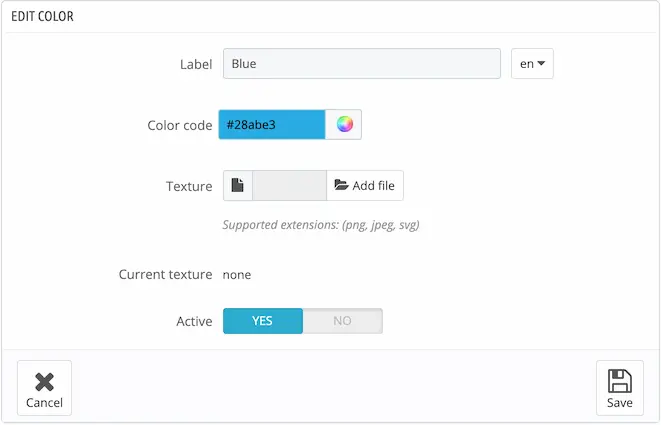 EDIT COLOR
Label
Blue
en
Color code
#28abe3
Texture
Add file
Supported extensions: (png, jpeg, svg)
Current texture
none
Active
YES
NO
Cancel
Save